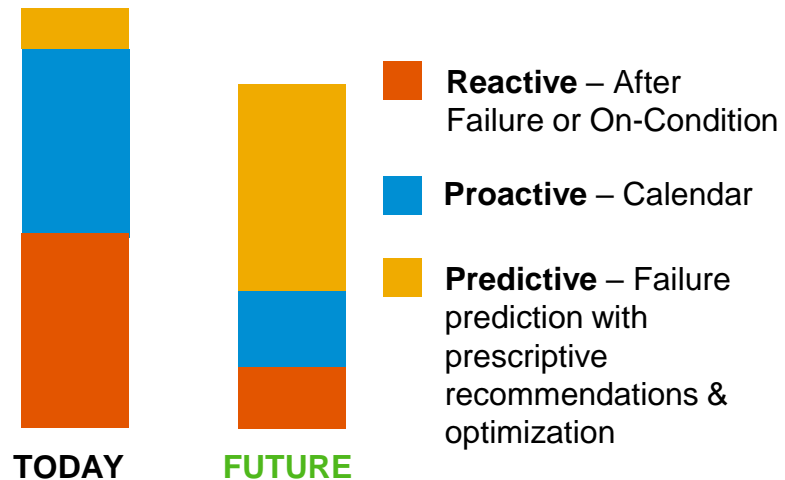 Reactive – After
Failure or On-Condition
Proactive – Calendar
Predictive – Failure
prediction with
prescriptive
recommendations &
optimization
TODAY
FUTURE